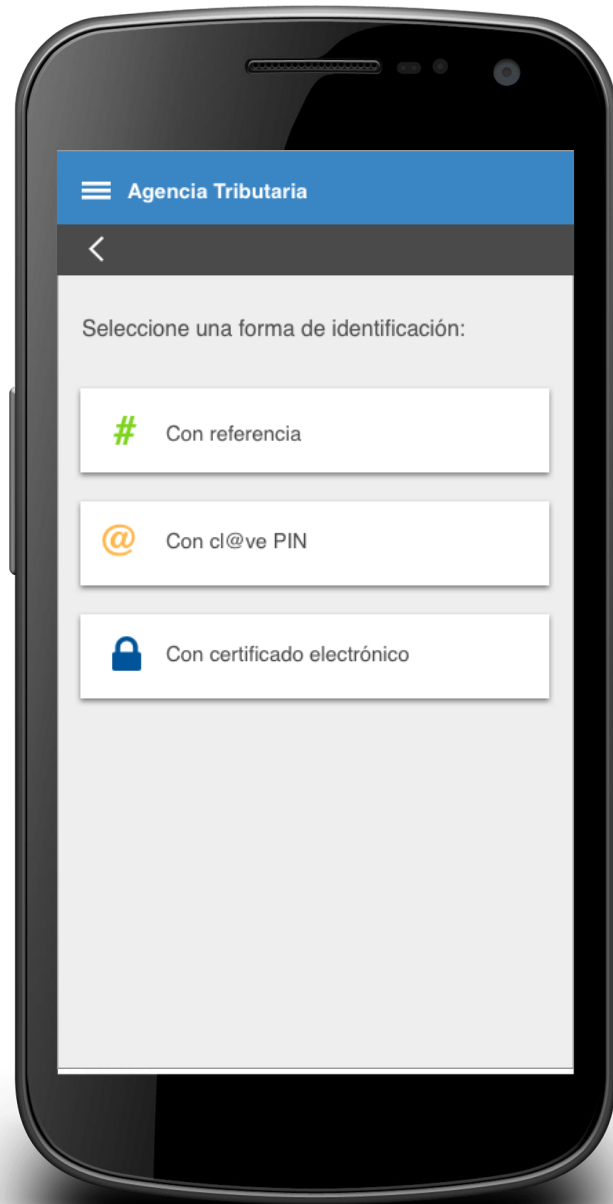 Agencia Tributaria
Seleccione una forma de identificación:
# Con referencia
@ Con cl@ve PIN
Con certificado electrónico